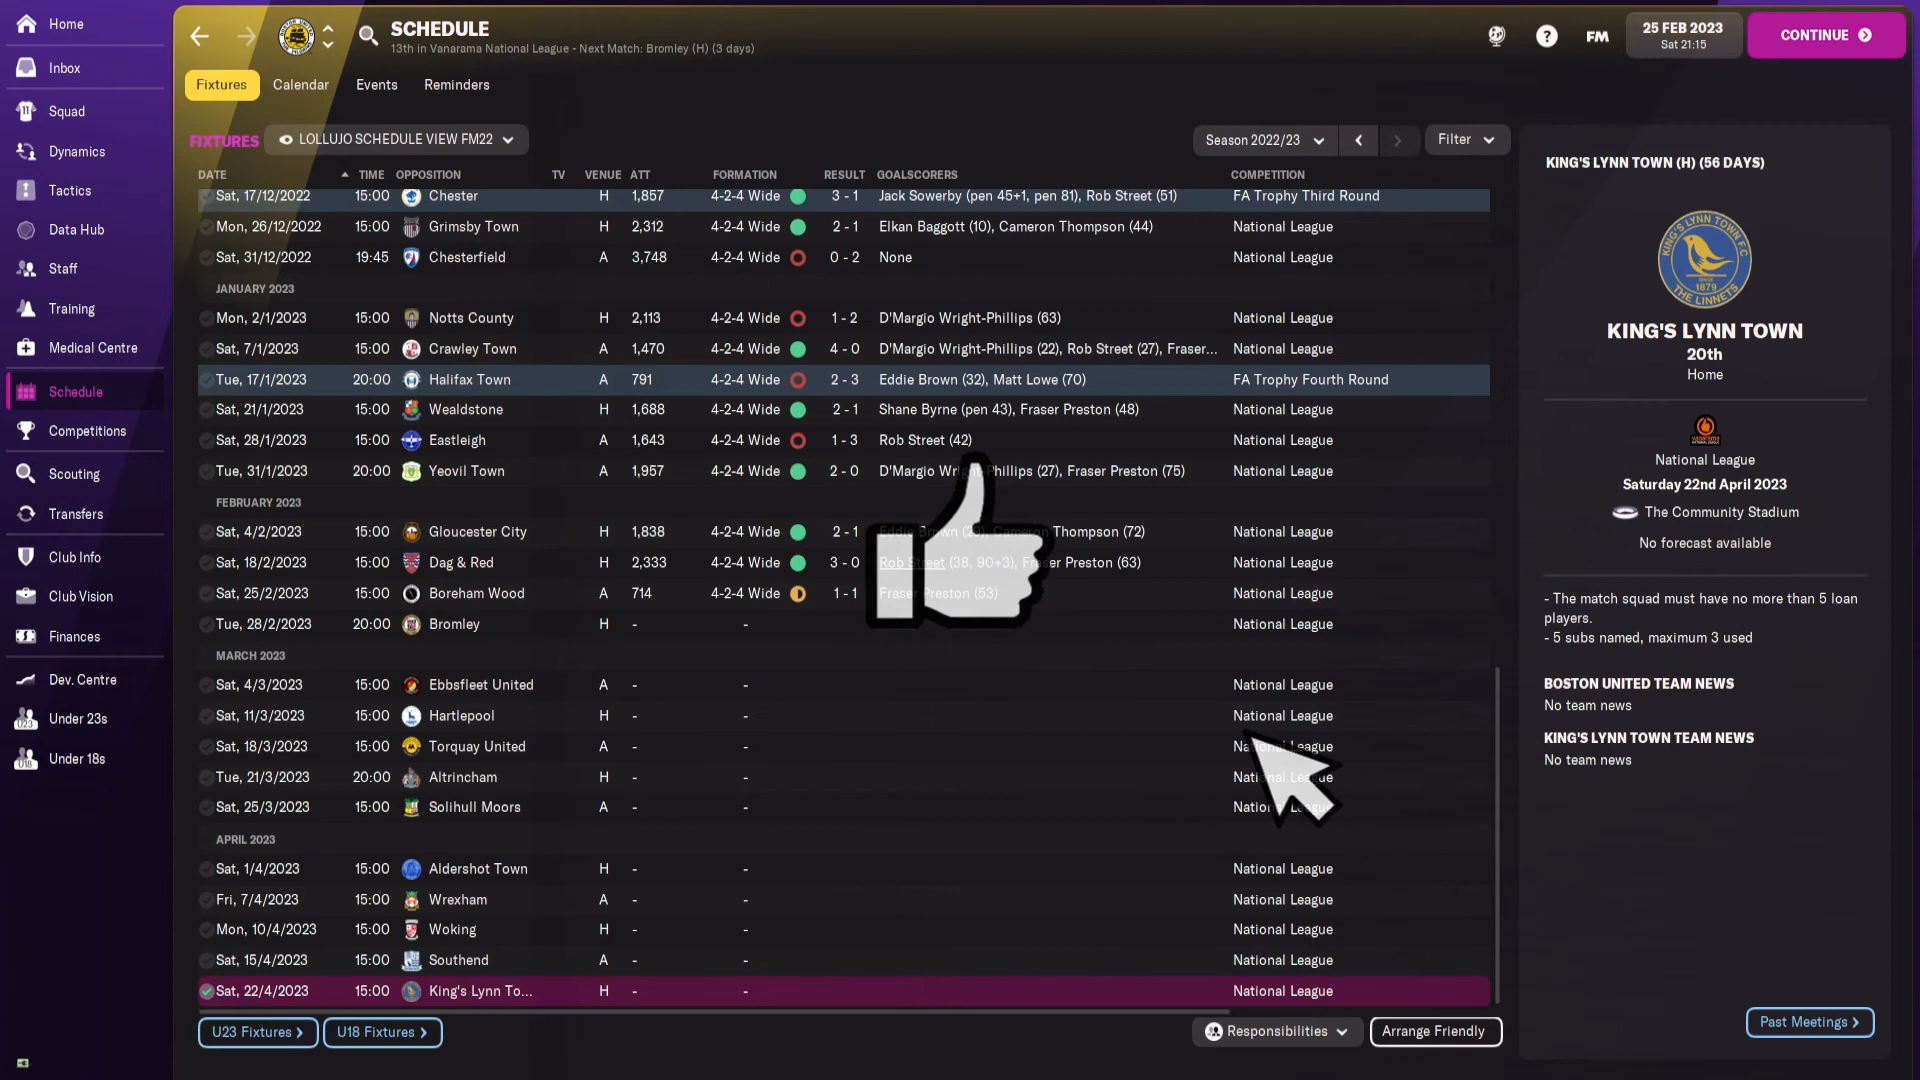 Home
Inbox
Squad
Dynamics
Tactics
Data Hub
Staff
Training
Medical Centre
Schedule
Competitions
Scouting
Transfers
Club Info
Club Vision
Finances
Dev. Centre
Under 23s
Under 18s
SCHEDULE
13th in Vanarama National League - Next Match: Bromley (H) (3 days)
FM
25 FEB 2023
Sat 21:15
CONTINUE
Fixtures Calendar Events Reminders
FIXTURES LOLLUJO SCHEDULE VIEW FM22 Season 2022/23 Filter
DATE TIME OPPOSITION TV VENUE ATT FORMATION RESULT GOALSCORERS COMPETITION
Sat, 17/12/2022 15:00 Chester H 1,857 4-2-4 Wide 3 - 1 Jack Sowerby (pen 45+1, pen 81), Rob Street (51) FA Trophy Third Round
Mon, 26/12/2022 15:00 Grimsby Town H 2,312 4-2-4 Wide 2 - 1 Elkan Baggott (10), Cameron Thompson (44) National League
Sat, 31/12/2022 19:45 Chesterfield A 3,748 4-2-4 Wide 0 - 2 None National League
JANUARY 2023
Mon, 2/1/2023 15:00 Notts County H 2,113 4-2-4 Wide 1 - 2 D'Margio Wright-Phillips (63) National League
Sat, 7/1/2023 15:00 Crawley Town A 1,470 4-2-4 Wide 4 - 0 D'Margio Wright-Phillips (22), Rob Street (27), Fraser... National League
Tue, 17/1/2023 20:00 Halifax Town A 791 4-2-4 Wide 2 - 3 Eddie Brown (32), Matt Lowe (70) FA Trophy Fourth Round
Sat, 21/1/2023 15:00 Wealdstone H 1,688 4-2-4 Wide 2 - 1 Shane Byrne (pen 43), Fraser Preston (48) National League
Sat, 28/1/2023 15:00 Eastleigh A 1,643 4-2-4 Wide 1 - 3 Rob Street (42) National League
Tue, 31/1/2023 20:00 Yeovil Town A 1,957 4-2-4 Wide 2 - 0 D'Margio Wright-Phillips (27), Fraser Preston (75) National League
FEBRUARY 2023
Sat, 4/2/2023 15:00 Gloucester City H 1,838 4-2-4 Wide 2 - 1 Eddie Brown Cameron Thompson (72) National League
Sat, 18/2/2023 15:00 Dag & Red H 2,333 4-2-4 Wide 3 - 0 Rob Street (38, 90+3), Fraser Preston (63) National League
Sat, 25/2/2023 15:00 Boreham Wood A 714 4-2-4 Wide 1 - 1 Fraser Preston (53) National League
Tue, 28/2/2023 20:00 Bromley H - - National League
MARCH 2023
Sat, 4/3/2023 15:00 Ebbsfleet United A - - National League
Sat, 11/3/2023 15:00 Hartlepool H - - National League
Sat, 18/3/2023 15:00 Torquay United A - - National League
Tue, 21/3/2023 20:00 Altrincham H - - National League
Sat, 25/3/2023 15:00 Solihull Moors A - - National League
APRIL 2023
Sat, 1/4/2023 15:00 Aldershot Town H - - National League
Fri, 7/4/2023 15:00 Wrexham A - - National League
Mon, 10/4/2023 15:00 Woking H - - National League
Sat, 15/4/2023 15:00 Southend A - - National League
Sat, 22/4/2023 15:00 King's Lynn To... H - - National League
U23 Fixtures U18 Fixtures Responsibilities Arrange Friendly
KING'S LYNN TOWN (H) (56 DAYS)
KING'S LYNN TOWN F.C
1879
THE LINNETS
KING'S LYNN TOWN
20th
Home
National League
Saturday 22nd April 2023
The Community Stadium
No forecast available
- The match squad must have no more than 5 loan
players.
- 5 subs named, maximum 3 used
BOSTON UNITED TEAM NEWS
No team news
KING'S LYNN TOWN TEAM NEWS
No team news
Past Meetings